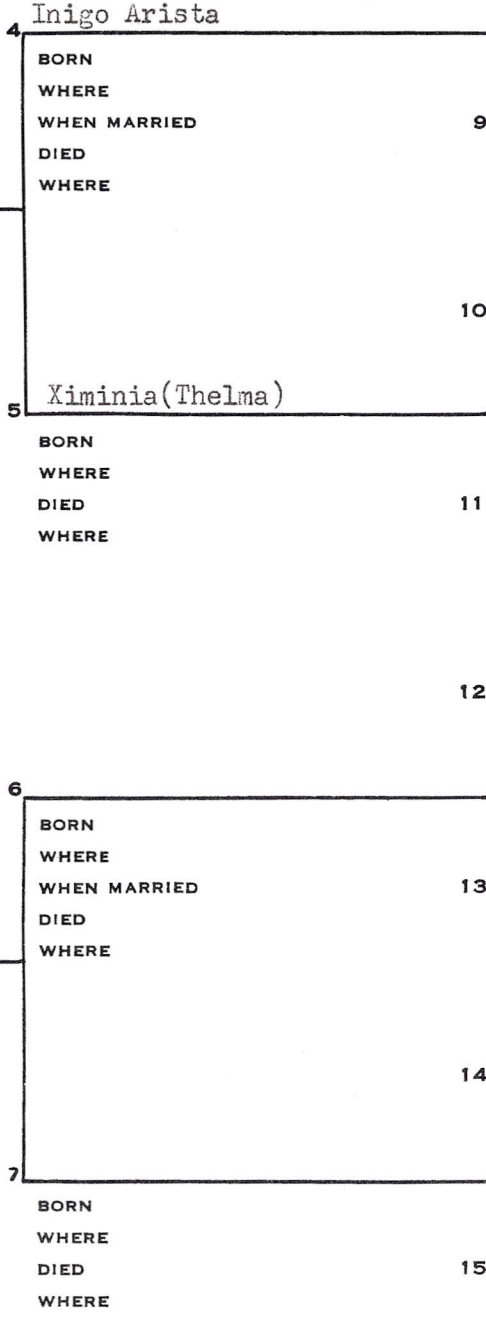 Inigo Arista
4
BORN
WHERE
WHEN MARRIED 9
DIED
WHERE
10
Ximinia(Thelma)
5
BORN
WHERE
DIED 11
WHERE
12
6
BORN
WHERE
WHEN MARRIED 13
DIED
WHERE
14
7
BORN
WHERE
DIED 15
WHERE